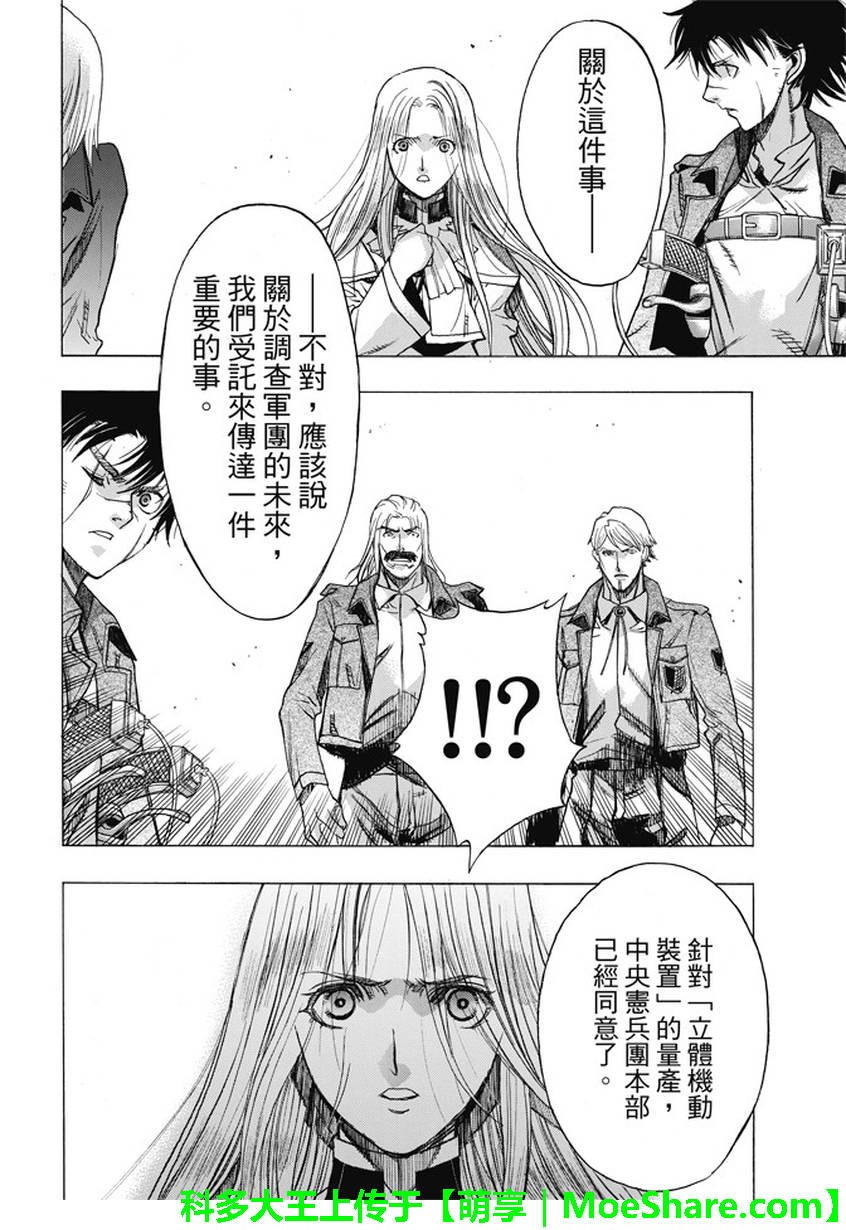 關於這件事——
——不對，應該說
關於調查軍團的未來，
我們受託來傳達一件
重要的事。
!!?
針對「立體機動
裝置」的量產，
中央憲兵團本部
已經同意了。
科多大王上传于【萌享｜MoeShare.com】